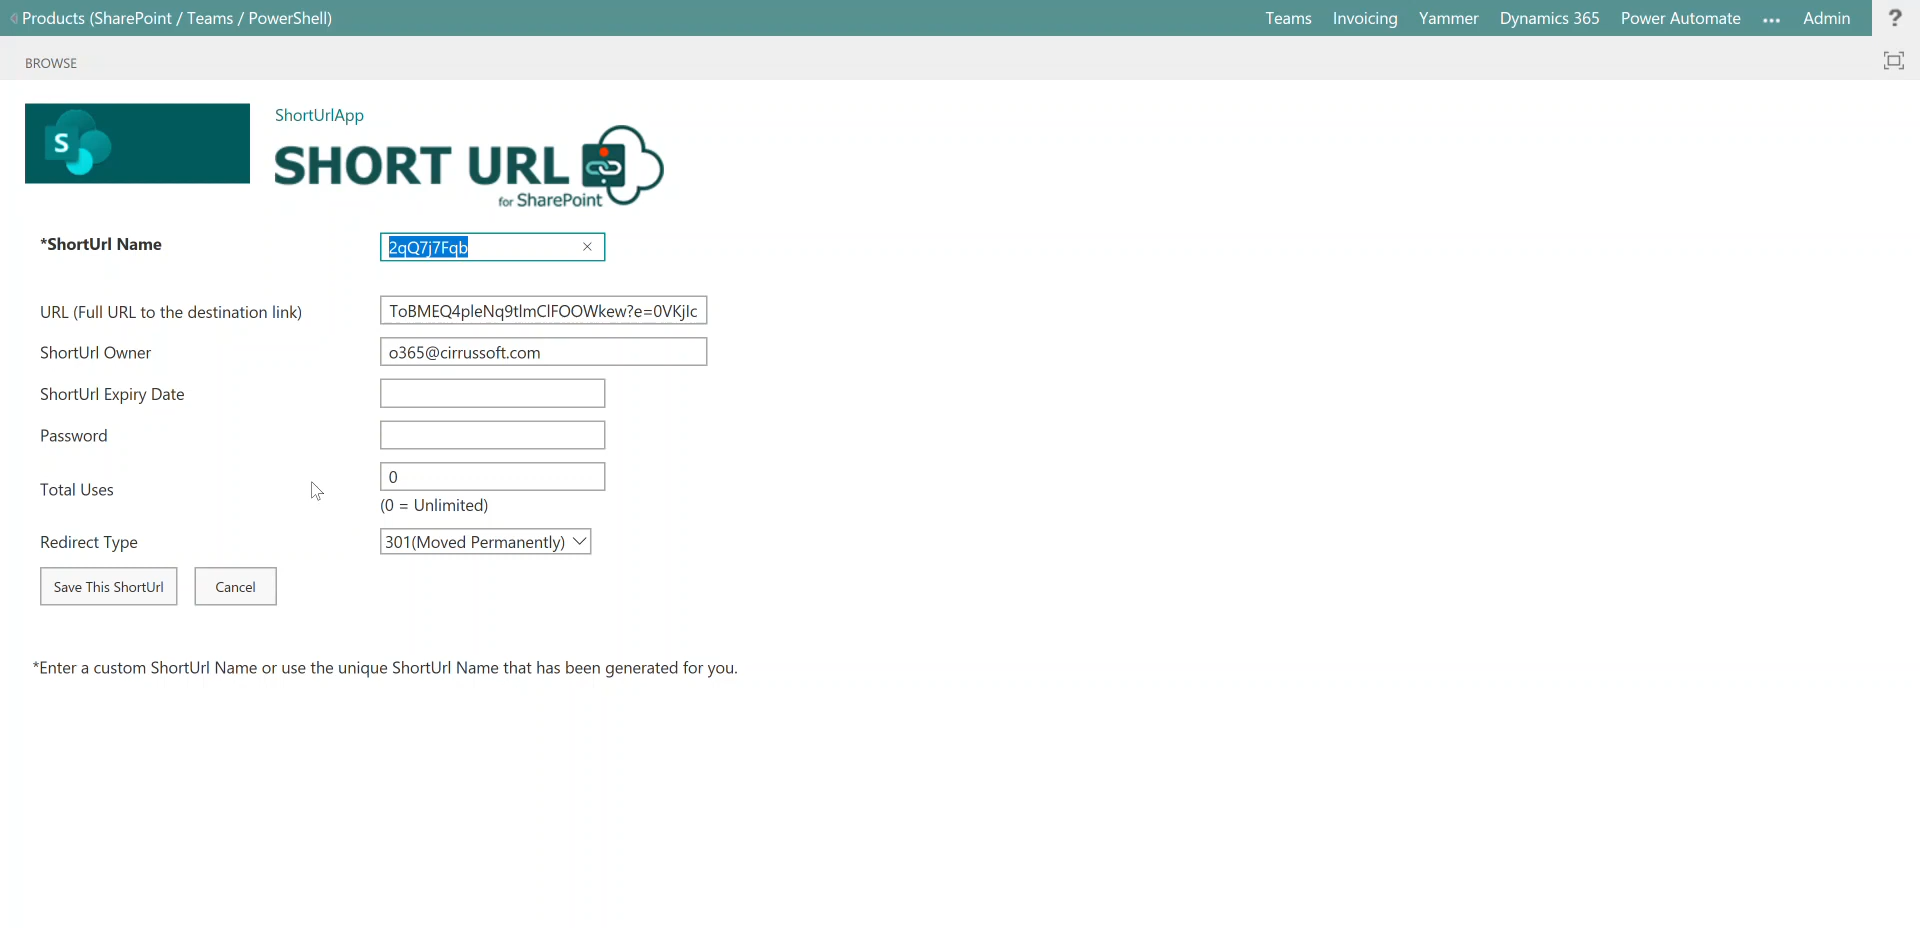 Products (SharePoint / Teams / PowerShell)
Teams Invoicing Yammer Dynamics 365 Power Automate ... Admin ?
BROWSE
S
ShortUrlApp
SHORT URL
for SharePoint
*ShortUrl Name
2qQ7j7Fqb
URL (Full URL to the destination link)
ToBMEQ4pleNq9tlmClFOOWkew?e=0VKjlc
ShortUrl Owner
o365@cirrussoft.com
ShortUrl Expiry Date
Password
Total Uses
0
(0 = Unlimited)
Redirect Type
301(Moved Permanently)
Save This ShortUrl
Cancel
*Enter a custom ShortUrl Name or use the unique ShortUrl Name that has been generated for you.